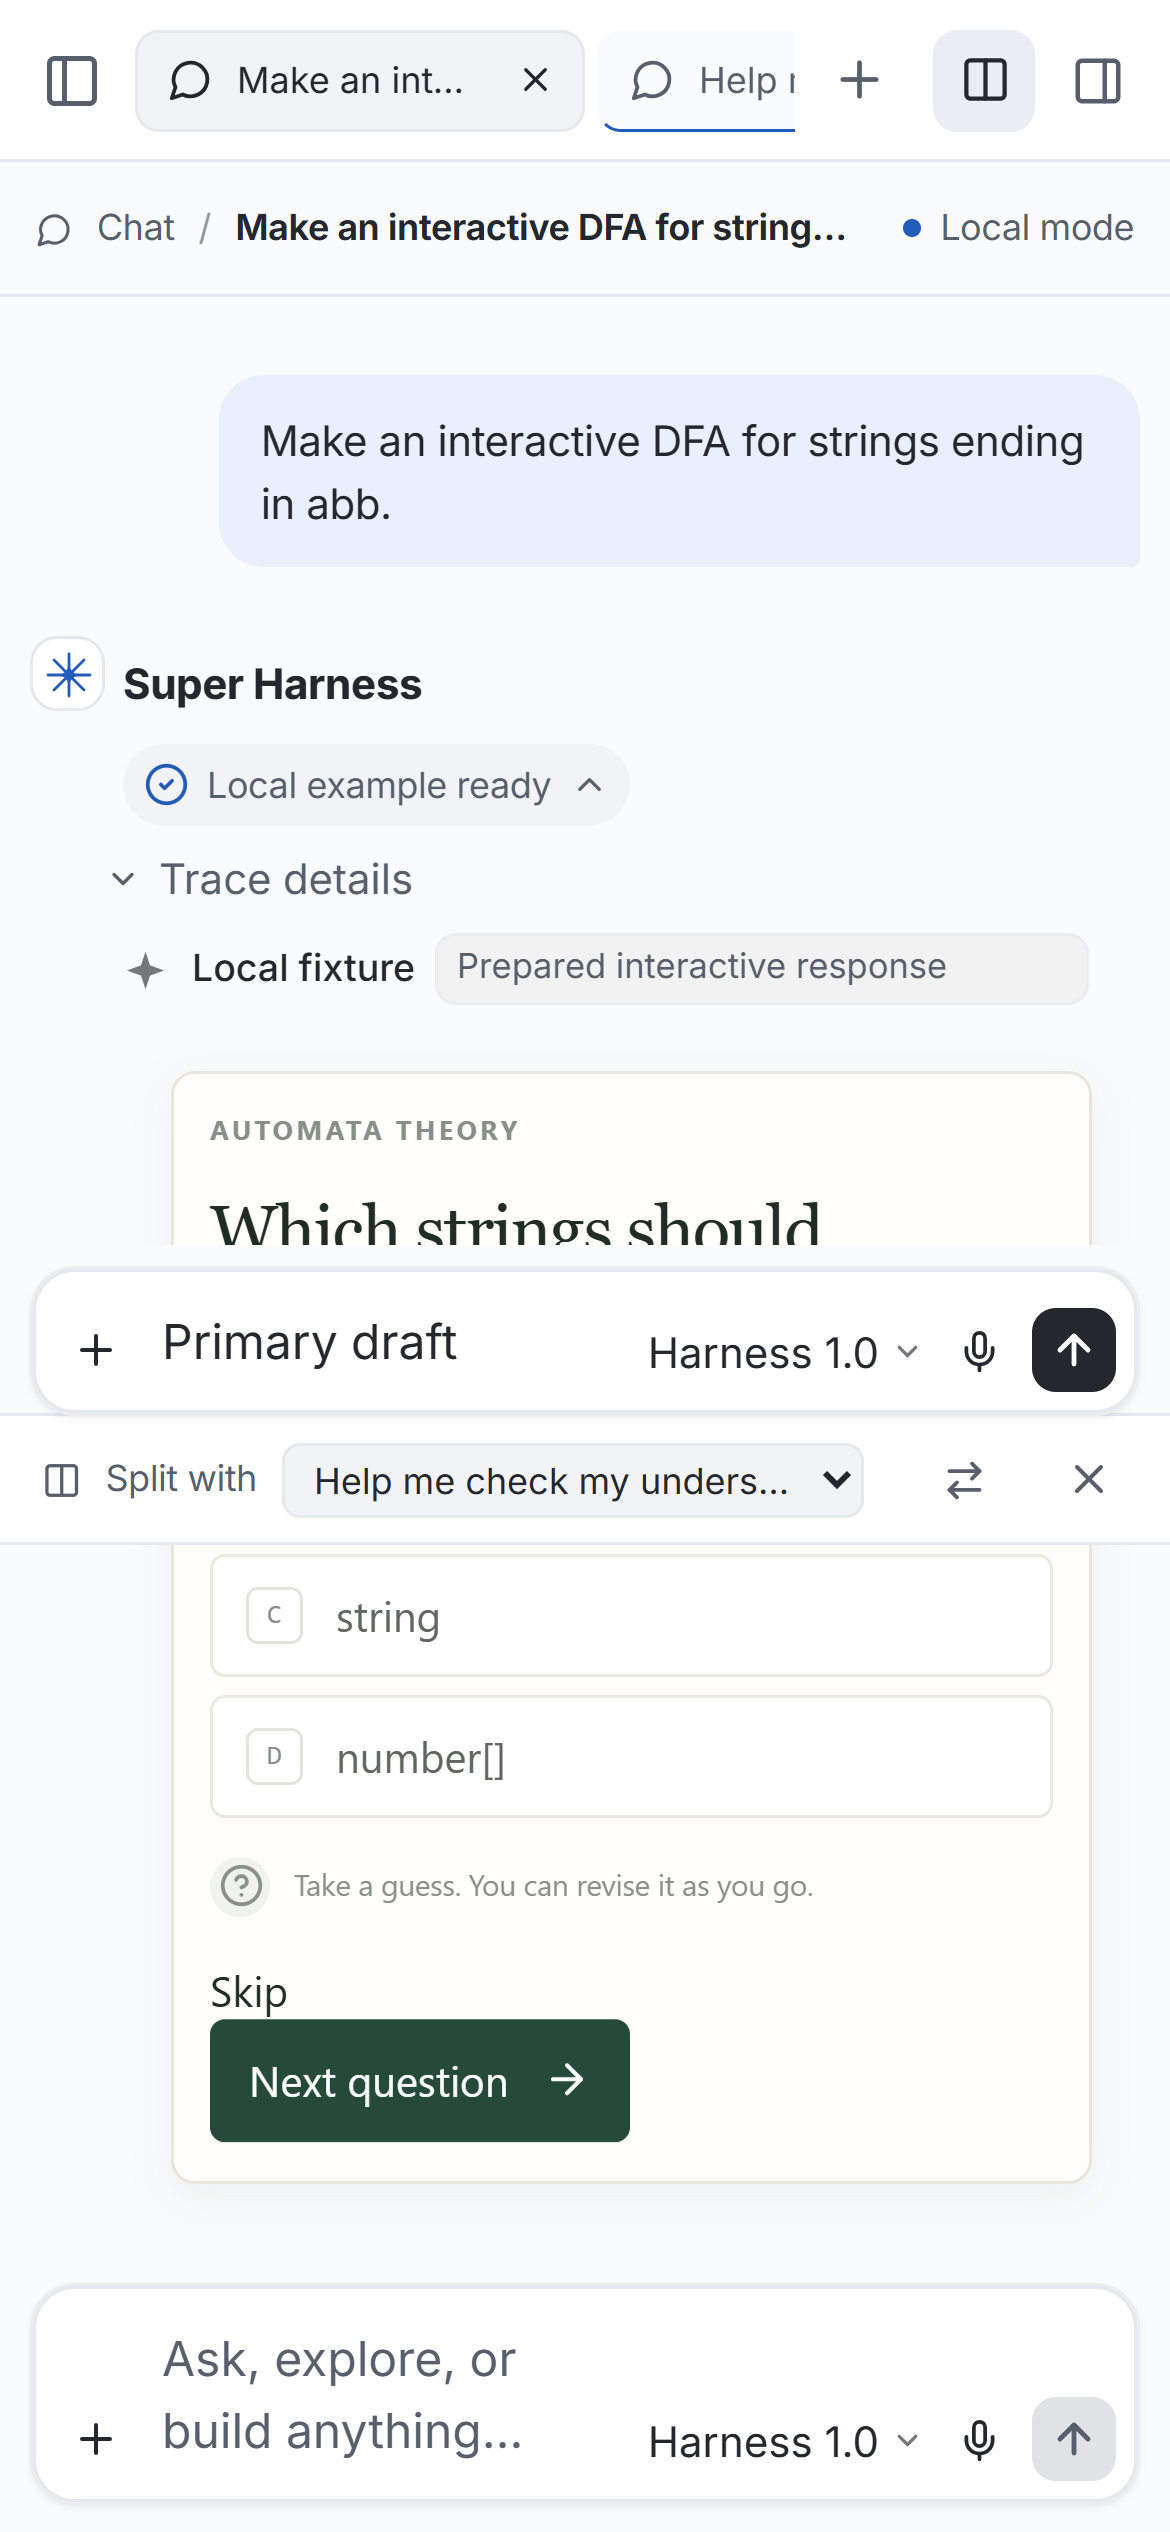 Make an int...
Help
Chat / Make an interactive DFA for string...
Local mode
Make an interactive DFA for strings ending
in abb.
Super Harness
Local example ready
Trace details
Local fixture
Prepared interactive response
AUTOMATA THEORY
Which strings should
Primary draft
Harness 1.0
Split with
Help me check my unders...
C
string
D
number[]
Take a guess. You can revise it as you go.
Skip
Next question
Ask, explore, or
build anything...
Harness 1.0